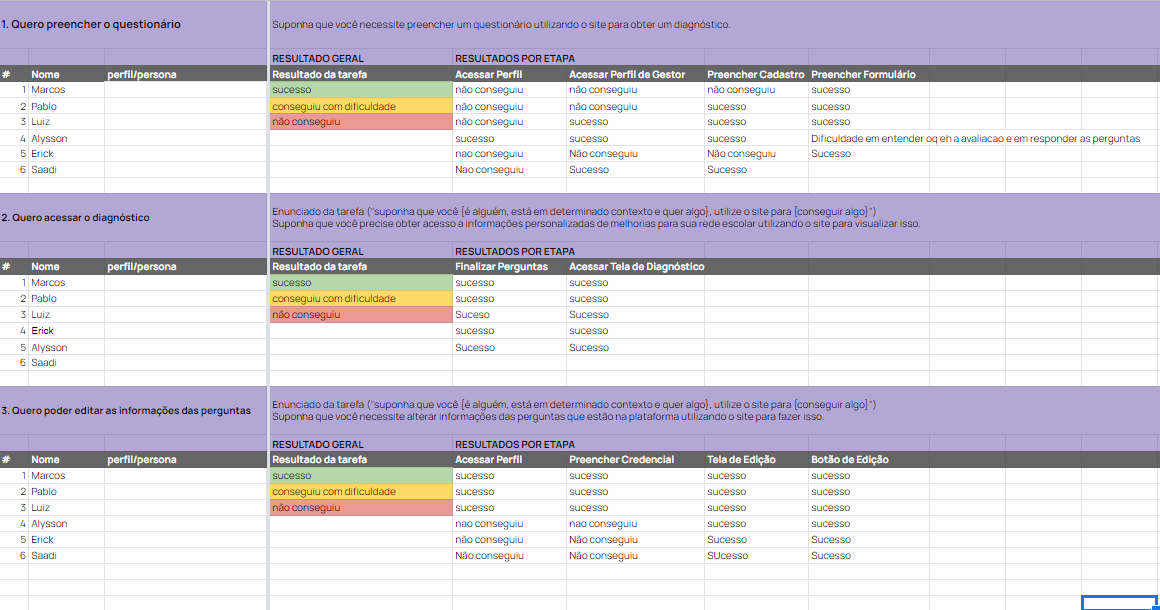 1. Quero preencher o questionário Suponha que você necessite preencher um questionário utilizando o site para obter um diagnóstico.
RESULTADO GERAL RESULTADOS POR ETAPA
# Nome perfil/persona Resultado da tarefa Acessar Perfil Acessar Perfil de Gestor Preencher Cadastro Preencher Formulário
1 Marcos sucesso não conseguiu não conseguiu não conseguiu sucesso
2 Pablo conseguiu com dificuldade não conseguiu não conseguiu sucesso sucesso
3 Luiz não conseguiu não conseguiu sucesso sucesso sucesso
4 Alysson sucesso sucesso sucesso Dificuldade em entender oq eh a avaliacao e em responder as perguntas
5 Erick nao conseguiu Não conseguiu Não conseguiu Sucesso
6 Saadi Nao conseguiu Sucesso Sucesso
2. Quero acessar o diagnóstico
Enunciado da tarefa ("suponha que você {é alguém, está em determinado contexto e quer algo}, utilize o site para {conseguir algo}")
Suponha que você precise obter acesso a informações personalizadas de melhorias para sua rede escolar utilizando o site para visualizar isso.
RESULTADO GERAL RESULTADOS POR ETAPA
# Nome perfil/persona Resultado da tarefa Finalizar Perguntas Acessar Tela de Diagnóstico
1 Marcos sucesso sucesso sucesso
2 Pablo conseguiu com dificuldade sucesso sucesso
3 Luiz não conseguiu Suceso Sucesso
4 Erick sucesso sucesso
5 Alysson Sucesso Sucesso
6 Saadi
3. Quero poder editar as informações das perguntas
Enunciado da tarefa ("suponha que você {é alguém, está em determinado contexto e quer algo}, utilize o site para {conseguir algo}")
Suponha que você necessite alterar informações das perguntas que estão na plataforma utilizando o site para fazer isso.
RESULTADO GERAL RESULTADOS POR ETAPA
# Nome perfil/persona Resultado da tarefa Acessar Perfil Preencher Credencial Tela de Edição Botão de Edição
1 Marcos sucesso sucesso sucesso sucesso sucesso
2 Pablo conseguiu com dificuldade sucesso sucesso sucesso sucesso
3 Luiz não conseguiu sucesso sucesso sucesso sucesso
4 Alysson nao conseguiu nao conseguiu sucesso sucesso
5 Erick não conseguiu Não conseguiu Sucesso Sucesso
6 Saadi Não conseguiu Não conseguiu SUcesso Sucesso